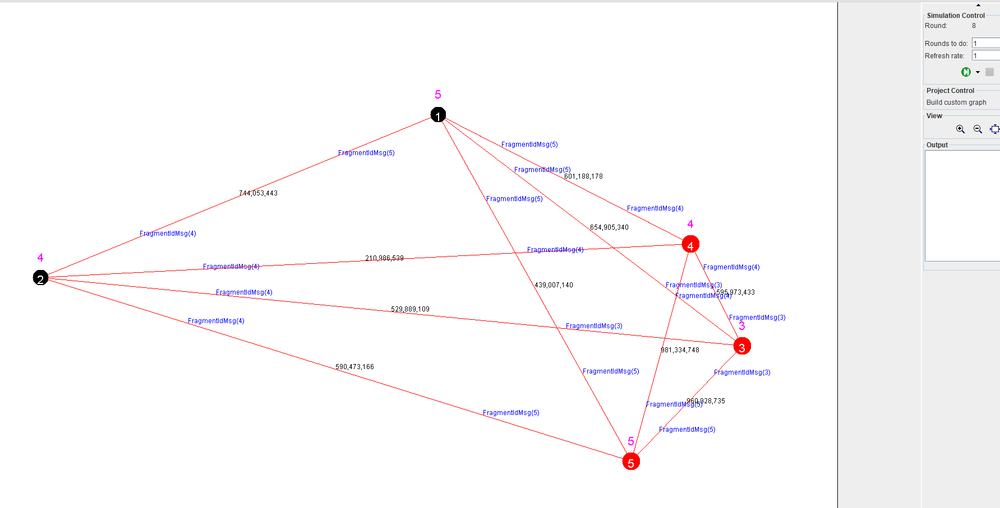 Simulation Control
Round: 8
Rounds to do: 1
Refresh rate: 1
Project Control
Build custom graph
View
Output
5
1
FragmentIdMsg(5)
FragmentIdMsg(5)
FragmentIdMsg(5)
601,188,178
744,053,443
FragmentIdMsg(5)
FragmentIdMsg(4)
4
654,905,340
FragmentIdMsg(4)
4
FragmentIdMsg(4)
4
210,986,539
FragmentIdMsg(4)
FragmentIdMsg(4)
2
439,007,140
FragmentIdMsg(3)
FragmentIdMsg(4)
595,973,433
FragmentIdMsg(4)
529,889,109
FragmentIdMsg(3)
FragmentIdMsg(4)
FragmentIdMsg(3)
3
3
981,334,748
590,473,166
FragmentIdMsg(5)
FragmentIdMsg(3)
960,928,735
FragmentIdMsg(5)
FragmentIdMsg(5)
FragmentIdMsg(5)
5
5